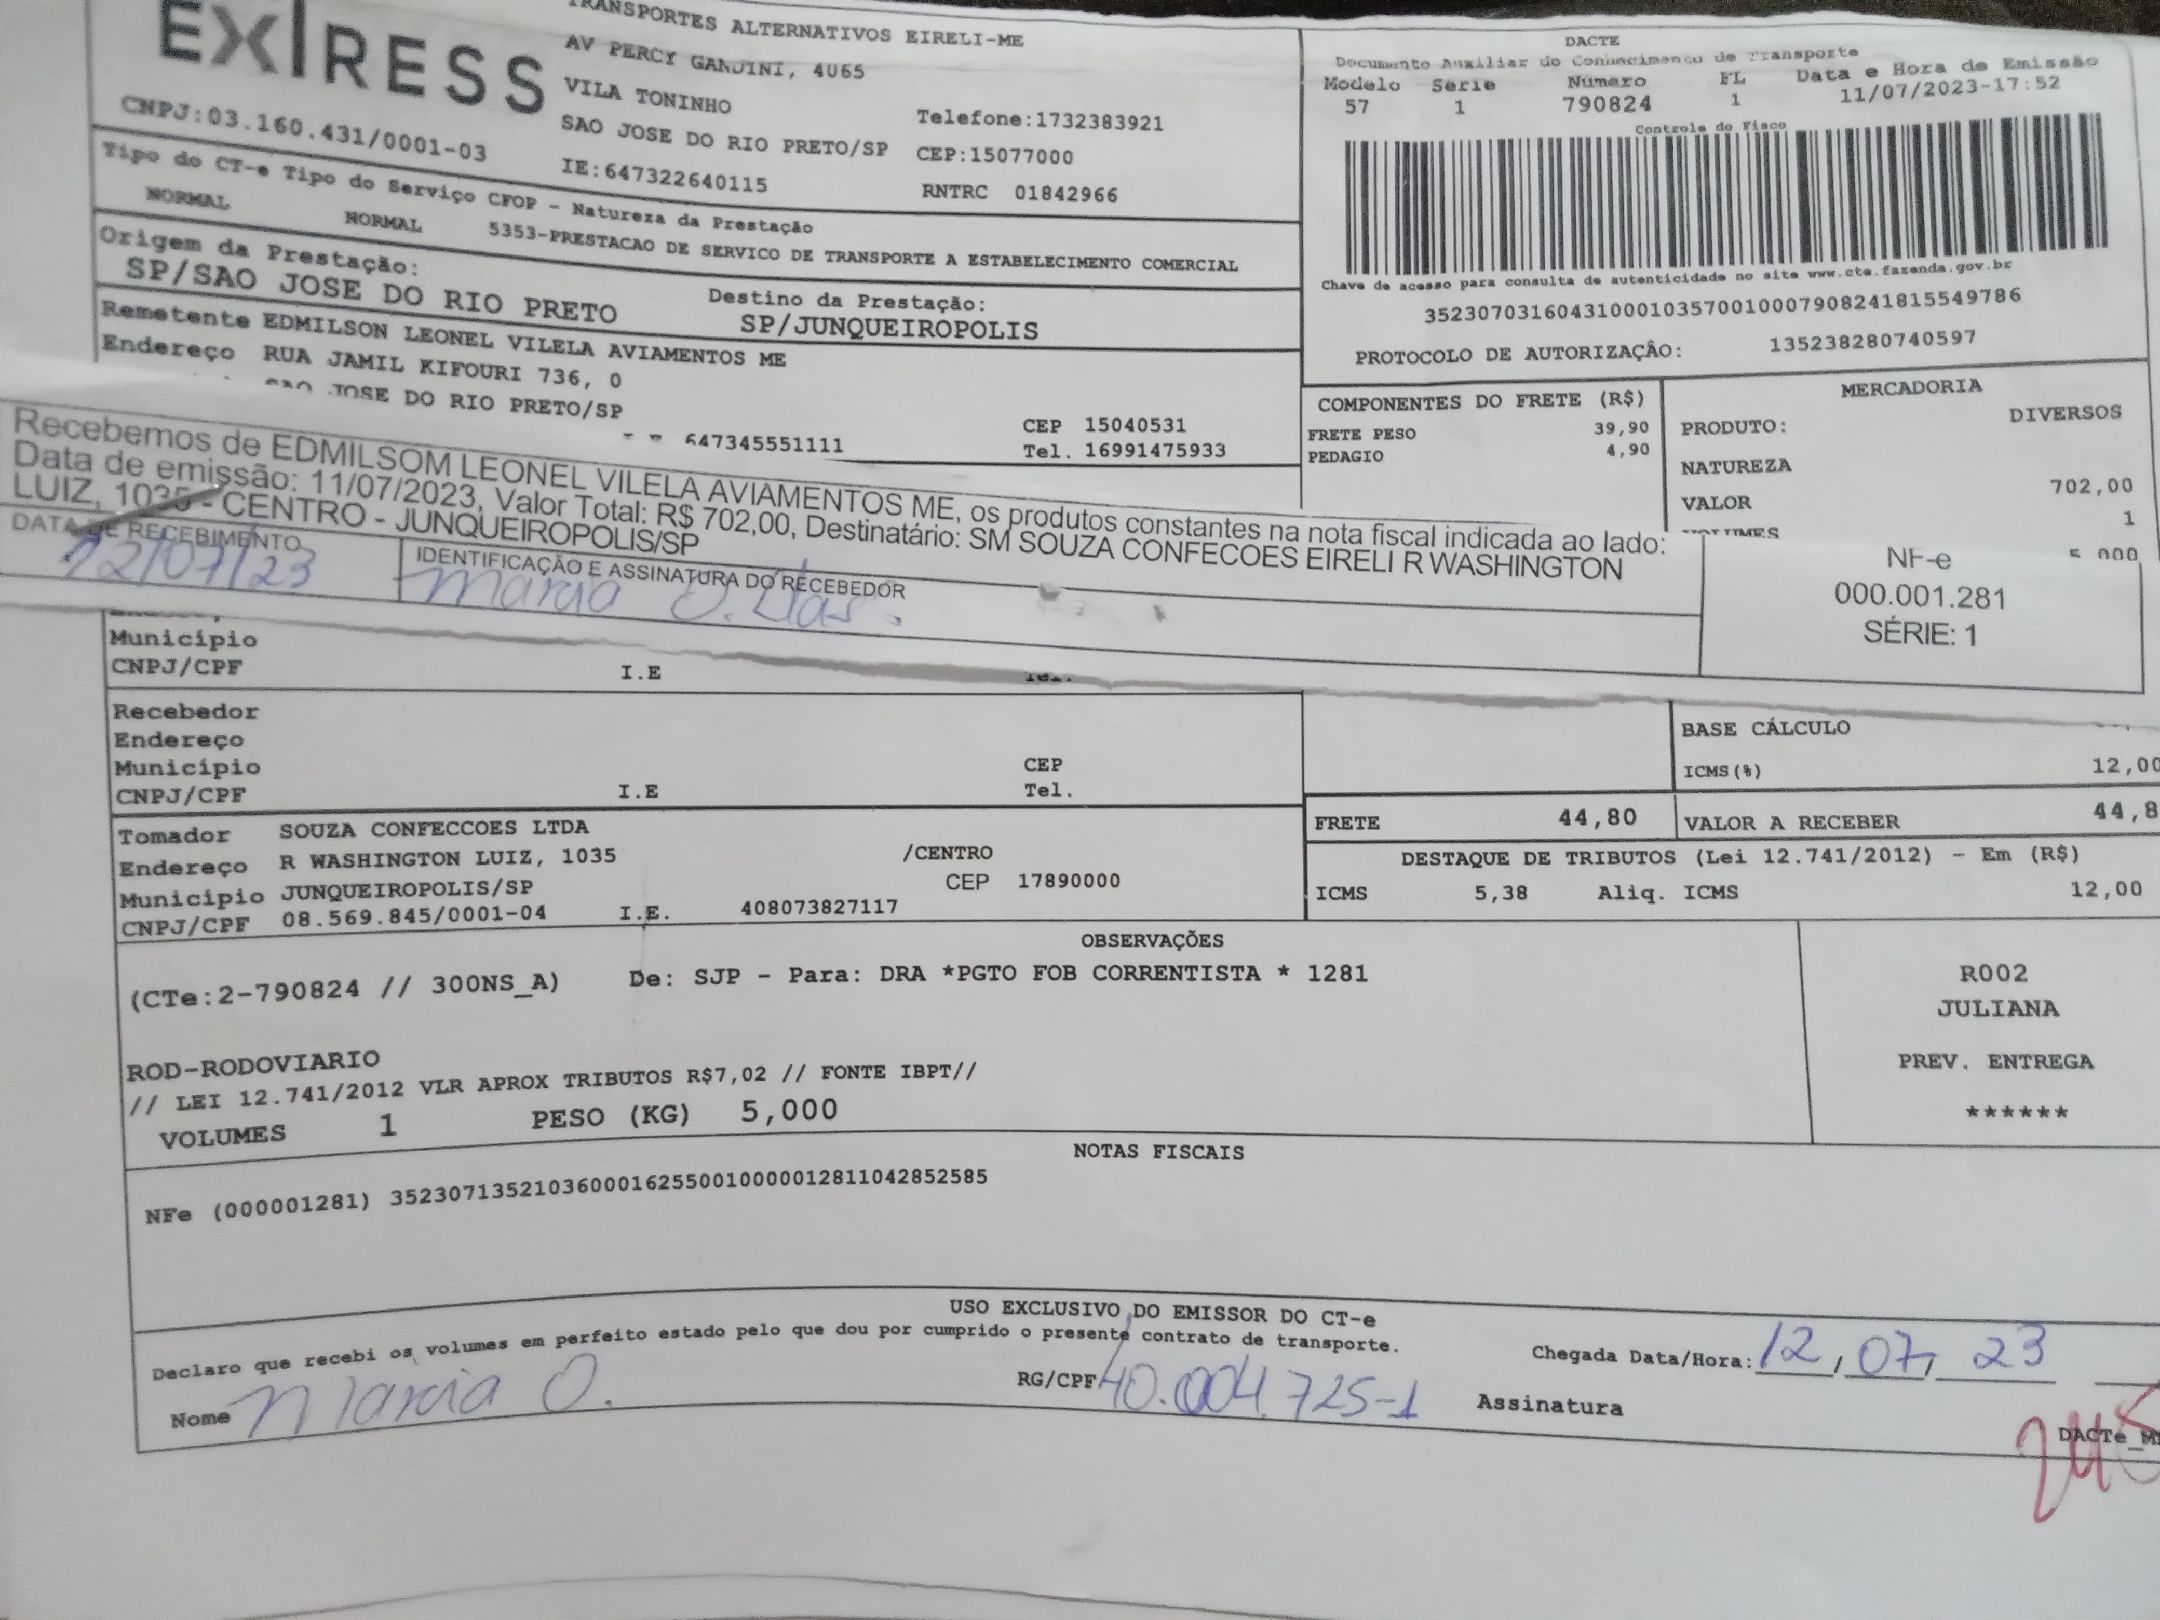 EXPRESS
TRANSPORTES ALTERNATIVOS EIRELI-ME
AV PERCY GANDINI, 4065
VILA TONINHO
SAO JOSE DO RIO PRETO/SP
IE:647322640115
Telefone:1732383921
CEP:15077000
RNTRC 01842966
CNPJ:03.160.431/0001-03
DACTE
Documento Auxiliar do Conhecimento de Transporte
Modelo Serie Número FL Data e Hora de Emissão
57 1 790824 1 11/07/2023-17:52
Controle do Fisco
Chave de acesso para consulta de autenticidade no site www.cte.fazenda.gov.br
35230703160431000103570010007908241815549786
PROTOCOLO DE AUTORIZAÇÃO: 135238280740597
Tipo do CT-e Tipo do Serviço CFOP - Natureza da Prestação
NORMAL NORMAL 5353-PRESTACAO DE SERVICO DE TRANSPORTE A ESTABELECIMENTO COMERCIAL
Origem da Prestação:
SP/SAO JOSE DO RIO PRETO
Destino da Prestação:
SP/JUNQUEIROPOLIS
Remetente EDMILSON LEONEL VILELA AVIAMENTOS ME
Endereço RUA JAMIL KIFOURI 736, 0
SAO JOSE DO RIO PRETO/SP
647345551111
CEP 15040531
Tel. 16991475933
COMPONENTES DO FRETE (R$)
FRETE PESO 39,90
PEDAGIO 4,90
MERCADORIA
PRODUTO: DIVERSOS
NATUREZA
VALOR 702,00
VOLUMES 1
5,000
Recebemos de EDMILSOM LEONEL VILELA AVIAMENTOS ME, os produtos constantes na nota fiscal indicada ao lado:
Data de emissão: 11/07/2023, Valor Total: R$ 702,00, Destinatário: SM SOUZA CONFECOES EIRELI R WASHINGTON
LUIZ, 1035 - CENTRO - JUNQUEIROPOLIS/SP
DATA DE RECEBIMENTO
12/07/23
IDENTIFICAÇÃO E ASSINATURA DO RECEBEDOR
Marcia O. Dias.
NF-e
000.001.281
SÉRIE: 1
Município
CNPJ/CPF I.E Tel.
Recebedor
Endereço
Município CEP
CNPJ/CPF I.E Tel.
BASE CÁLCULO
ICMS(%) 12,00
Tomador SOUZA CONFECCOES LTDA
Endereço R WASHINGTON LUIZ, 1035 /CENTRO
Município JUNQUEIROPOLIS/SP CEP 17890000
CNPJ/CPF 08.569.845/0001-04 I.E. 408073827117
FRETE 44,80 VALOR A RECEBER 44,8
DESTAQUE DE TRIBUTOS (Lei 12.741/2012) - Em (R$)
ICMS 5,38 Aliq. ICMS 12,00
OBSERVAÇÕES
(CTe:2-790824 // 300NS_A) De: SJP - Para: DRA *PGTO FOB CORRENTISTA * 1281
R002
JULIANA
PREV. ENTREGA
******
ROD-RODOVIARIO
// LEI 12.741/2012 VLR APROX TRIBUTOS R$7,02 // FONTE IBPT//
VOLUMES 1 PESO (KG) 5,000
NOTAS FISCAIS
NFe (000001281) 35230713521036000162550010000012811042852585
USO EXCLUSIVO DO EMISSOR DO CT-e
Declaro que recebi os volumes em perfeito estado pelo que dou por cumprido o presente contrato de transporte.
Nome Marcia O.
RG/CPF 40.004.725-1
Chegada Data/Hora: 12, 07, 23
Assinatura
DACTe_M